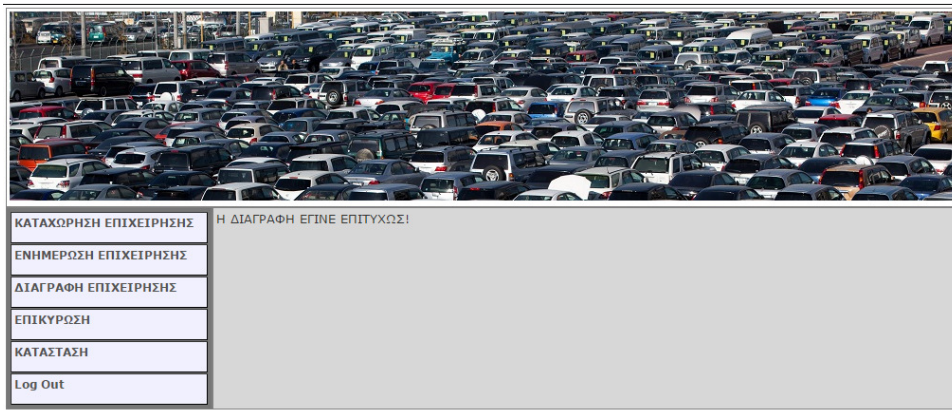 ΚΑΤΑΧΩΡΗΣΗ ΕΠΙΧΕΙΡΗΣΗΣ
Η ΔΙΑΓΡΑΦΗ ΕΓΙΝΕ ΕΠΙΤΥΧΩΣ!
ΕΝΗΜΕΡΩΣΗ ΕΠΙΧΕΙΡΗΣΗΣ
ΔΙΑΓΡΑΦΗ ΕΠΙΧΕΙΡΗΣΗΣ
ΕΠΙΚΥΡΩΣΗ
ΚΑΤΑΣΤΑΣΗ
Log Out